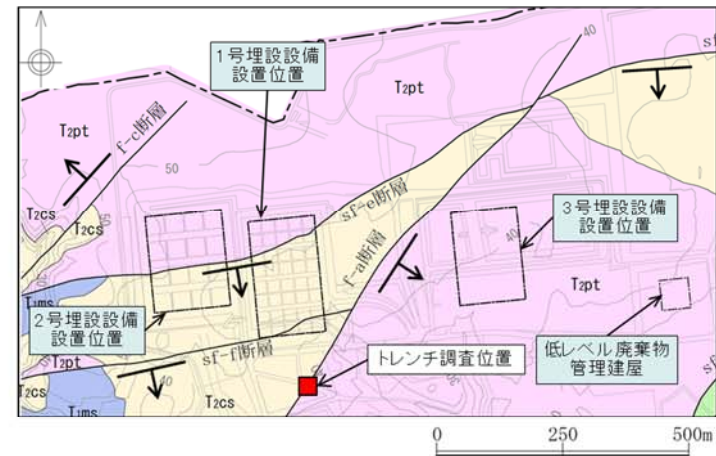 1号埋設設備
設置位置
40
sf
T2pt
T2pt
f-c断層
50
sf-e断層
T2cs
T2cs
50
3号埋設設備
設置位置
40
f-a断層
T2pt
T1ms
2号埋設設備
設置位置
sf-f断層
トレンチ調査位置
低レベル廃棄物
管理建屋
T2pt
40
T2cs
T2cs
T1ms
0 250 500m